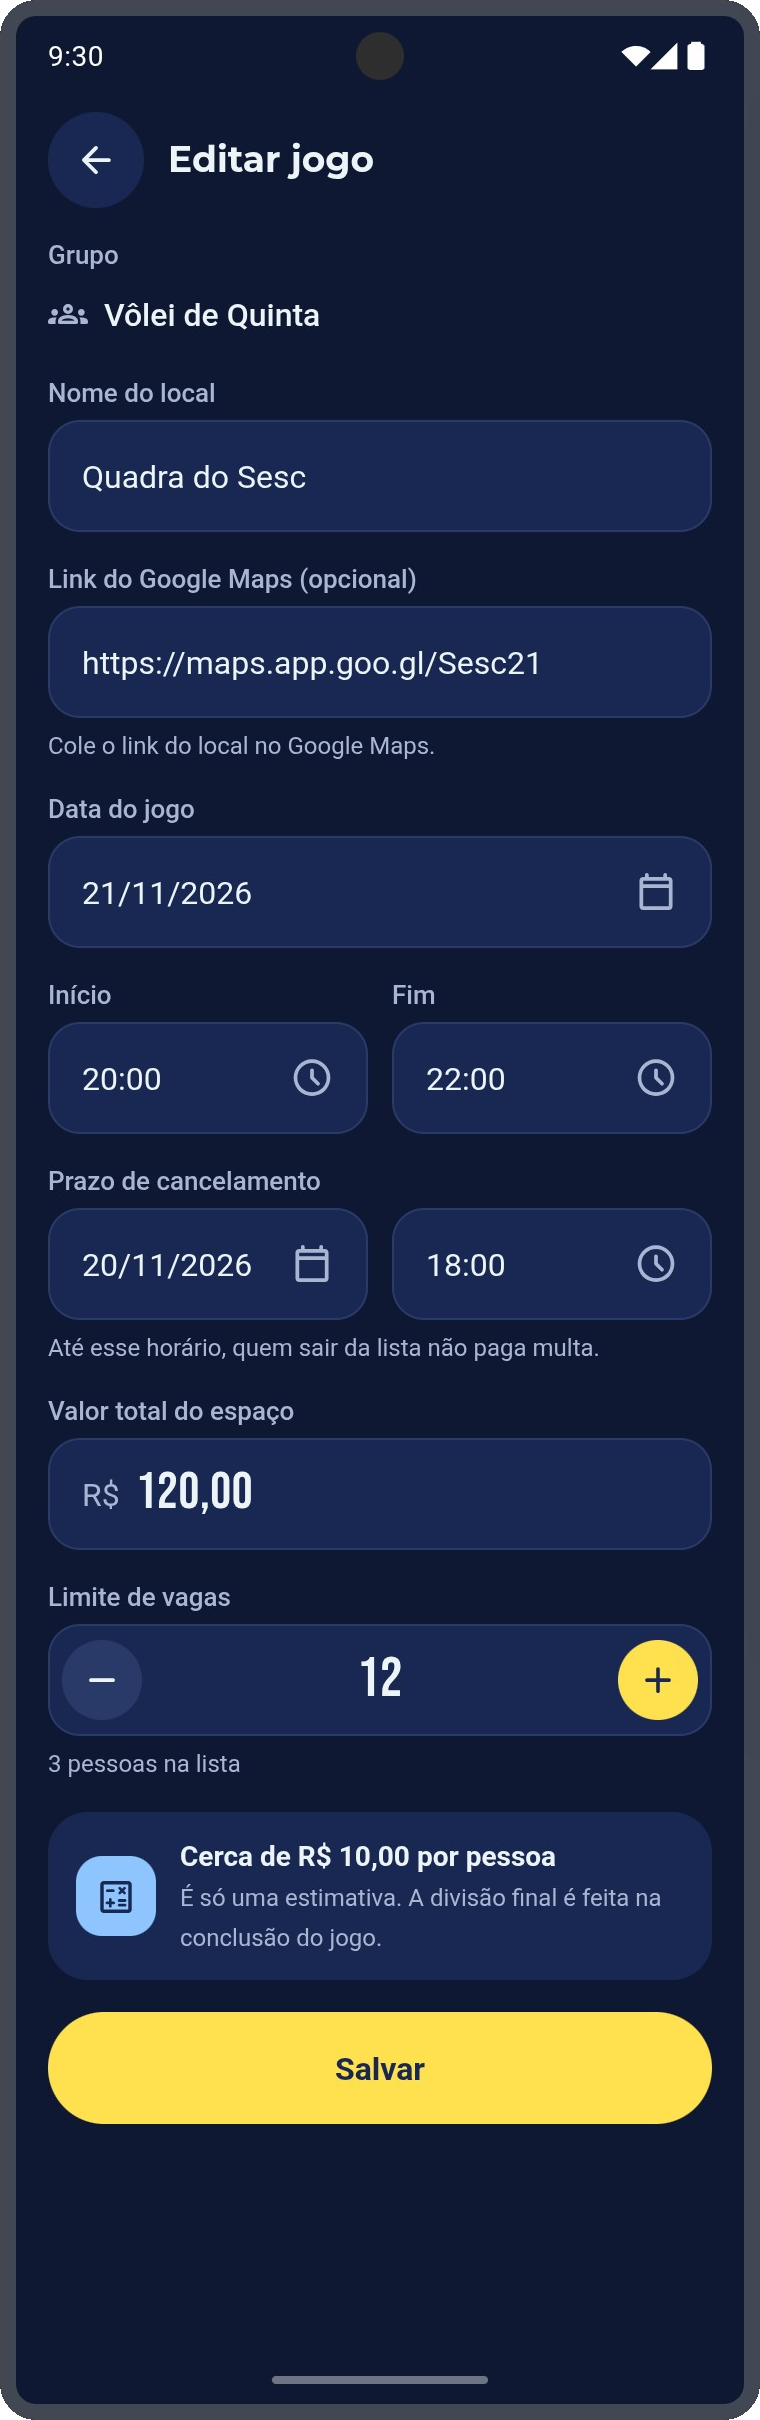 9:30
Editar jogo
Grupo
Vôlei de Quinta
Nome do local
Quadra do Sesc
Link do Google Maps (opcional)
https://maps.app.goo.gl/Sesc21
Cole o link do local no Google Maps.
Data do jogo
21/11/2026
Início Fim
20:00 22:00
Prazo de cancelamento
20/11/2026 18:00
Até esse horário, quem sair da lista não paga multa.
Valor total do espaço
R$ 120,00
Limite de vagas
12
3 pessoas na lista
Cerca de R$ 10,00 por pessoa
É só uma estimativa. A divisão final é feita na
conclusão do jogo.
Salvar